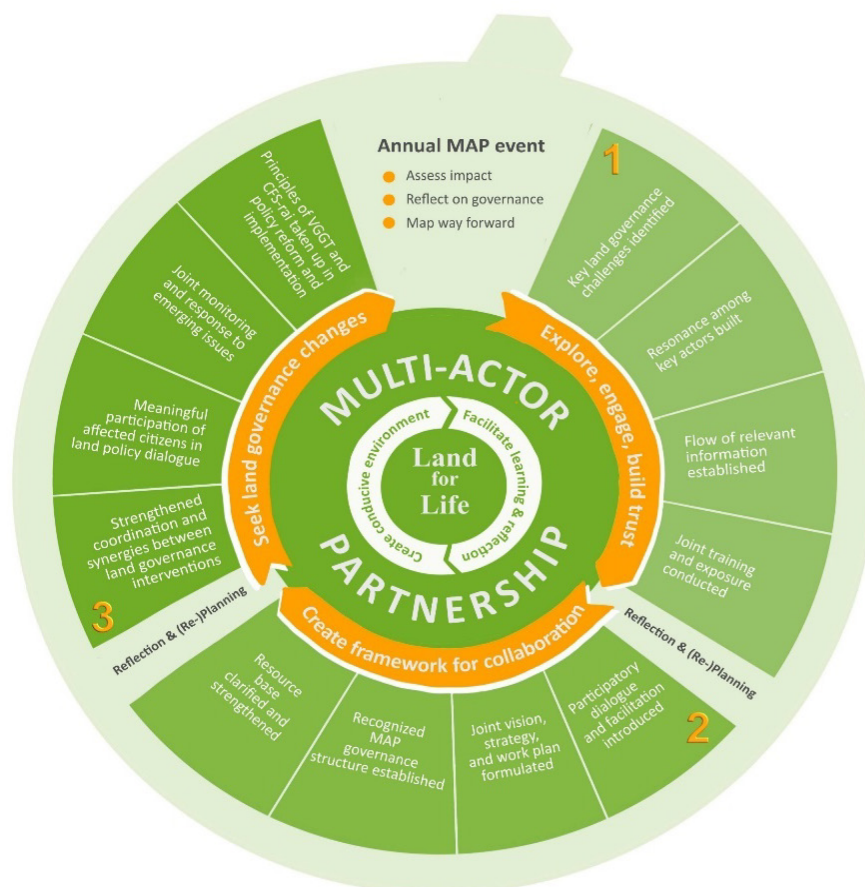 Annual MAP event
Assess impact
Reflect on governance
Map way forward
1
Key land governance
challenges identified
Resonance among
key actors built
Flow of relevant
information
established
Joint training
and exposure
conducted
Explore, engage, build trust
Reflection & (Re-)Planning
2
Participatory
dialogue
and facilitation
introduced
Joint vision,
strategy,
and work plan
formulated
Recognized
MAP
governance
structure established
Resource
base
clarified and
strengthened
Create framework for collaboration
Reflection & (Re-)Planning
3
Strengthened
coordination and
synergies between
land governance
interventions
Meaningful
participation of
affected citizens in
land policy dialogue
Joint monitoring
and response to
emerging issues
Principles of VGGT and
CFS-rai taken up in
policy reform and
implementation
Seek land governance changes
MULTI-ACTOR
PARTNERSHIP
Create conducive environment
Facilitate learning & reflection
Land
for
Life